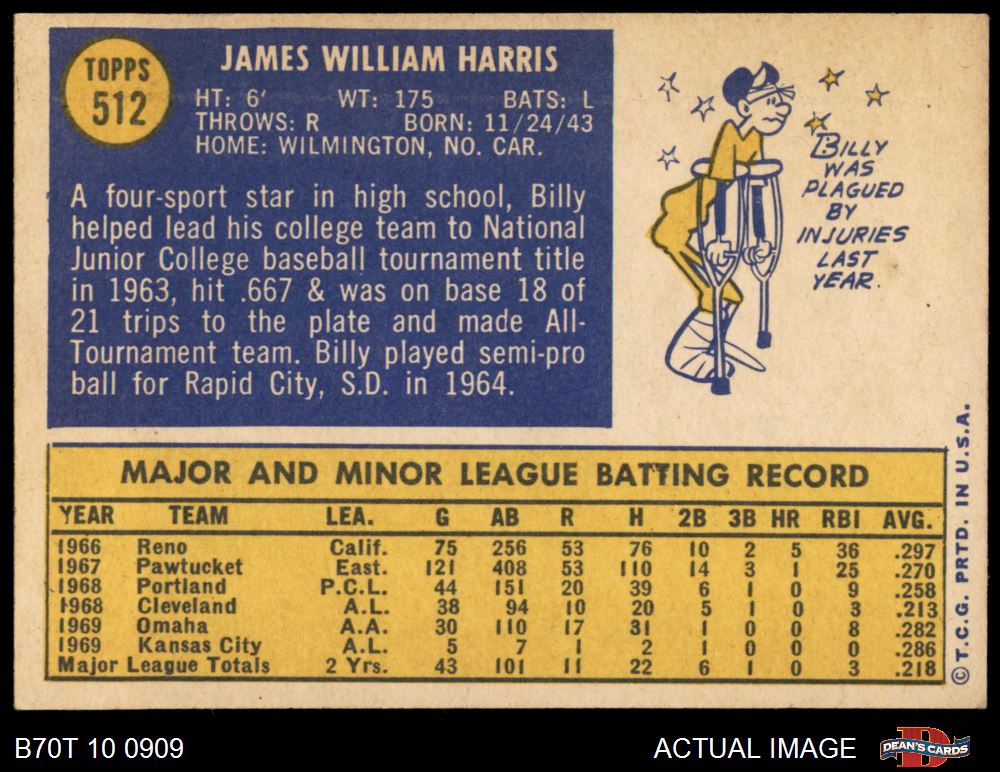 TOPPS
512
JAMES WILLIAM HARRIS
HT: 6' WT: 175 BATS: L
THROWS: R BORN: 11/24/43
HOME: WILMINGTON, NO. CAR.
A four-sport star in high school, Billy
helped lead his college team to National
Junior College baseball tournament title
in 1963, hit .667 & was on base 18 of
21 trips to the plate and made All-
Tournament team. Billy played semi-pro
ball for Rapid City, S.D. in 1964.
BILLY
WAS
PLAGUED
BY
INJURIES
LAST
YEAR.
MAJOR AND MINOR LEAGUE BATTING RECORD
YEAR TEAM LEA. G AB R H 2B 3B HR RBI AVG.
1966 Reno Calif. 75 256 53 76 10 2 5 36 .297
1967 Pawtucket East. 121 408 53 110 14 3 1 25 .270
1968 Portland P.C.L. 44 151 20 39 6 1 0 9 .258
1968 Cleveland A.L. 38 94 10 20 5 1 0 3 .213
1969 Omaha A.A. 30 110 17 31 1 0 0 8 .282
1969 Kansas City A.L. 5 7 1 2 1 0 0 0 .286
Major League Totals 2 Yrs. 43 101 11 22 6 1 0 3 .218
© T.C.G. PRTD. IN U.S.A.
B70T 10 0909
ACTUAL IMAGE
D
DEAN'S CARDS